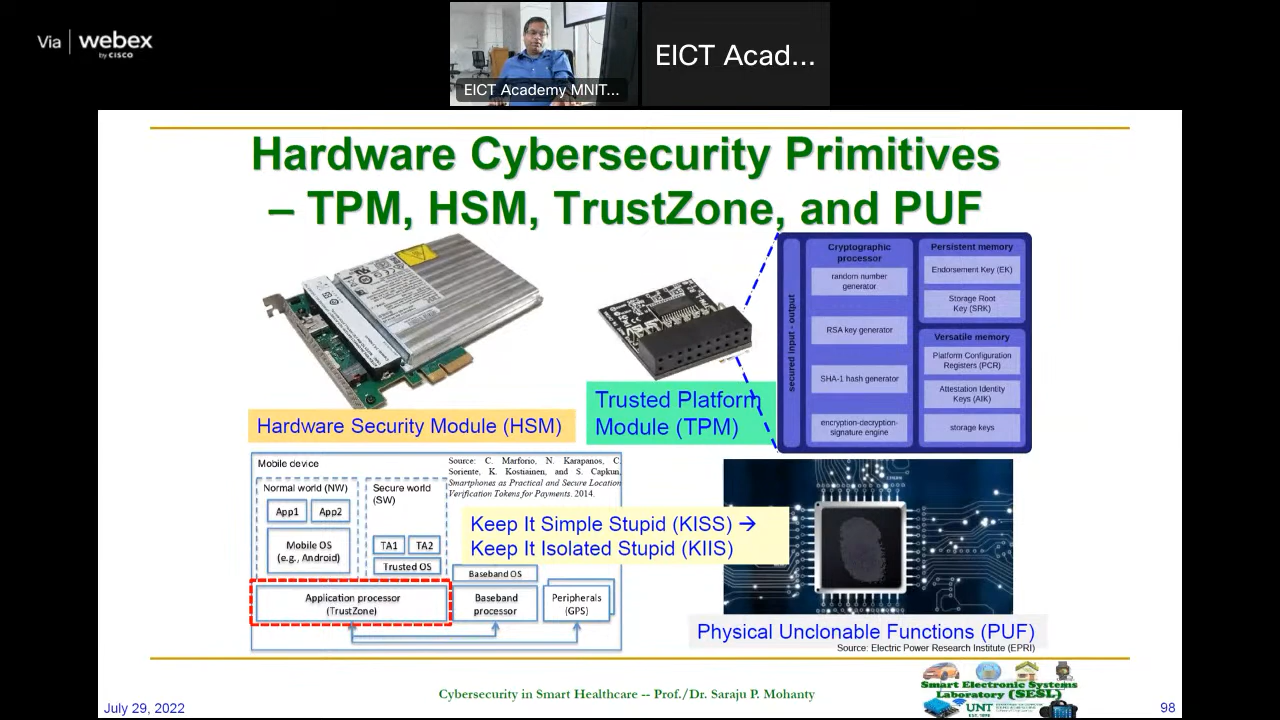 Via webex
by CISCO
EICT Academy MNIT...
EICT Acad...
Hardware Cybersecurity Primitives
– TPM, HSM, TrustZone, and PUF
Hardware Security Module (HSM)
Trusted Platform
Module (TPM)
secured input - output
Cryptographic
processor
random number
generator
RSA key generator
SHA-1 hash generator
encryption-decryption-
signature engine
Persistent memory
Endorsement Key (EK)
Storage Root
Key (SRK)
Versatile memory
Platform Configuration
Registers (PCR)
Attestation Identity
Keys (AIK)
storage keys
Mobile device
Source: C. Marforio, N. Karapanos, C.
Soriente, K. Kostiainen, and S. Capkun,
Smartphones as Practical and Secure Location
Verification Tokens for Payments. 2014.
Normal world (NW)
App1 App2
Mobile OS
(e.g., Android)
Secure world
(SW)
TA1 TA2
Trusted OS
Application processor
(TrustZone)
Baseband OS
Baseband
processor
Peripherals
(GPS)
Keep It Simple Stupid (KISS) →
Keep It Isolated Stupid (KIIS)
Physical Unclonable Functions (PUF)
Source: Electric Power Research Institute (EPRI)
July 29, 2022
Cybersecurity in Smart Healthcare -- Prof./Dr. Saraju P. Mohanty
Smart Electronic Systems
Laboratory (SESL)
UNT
98